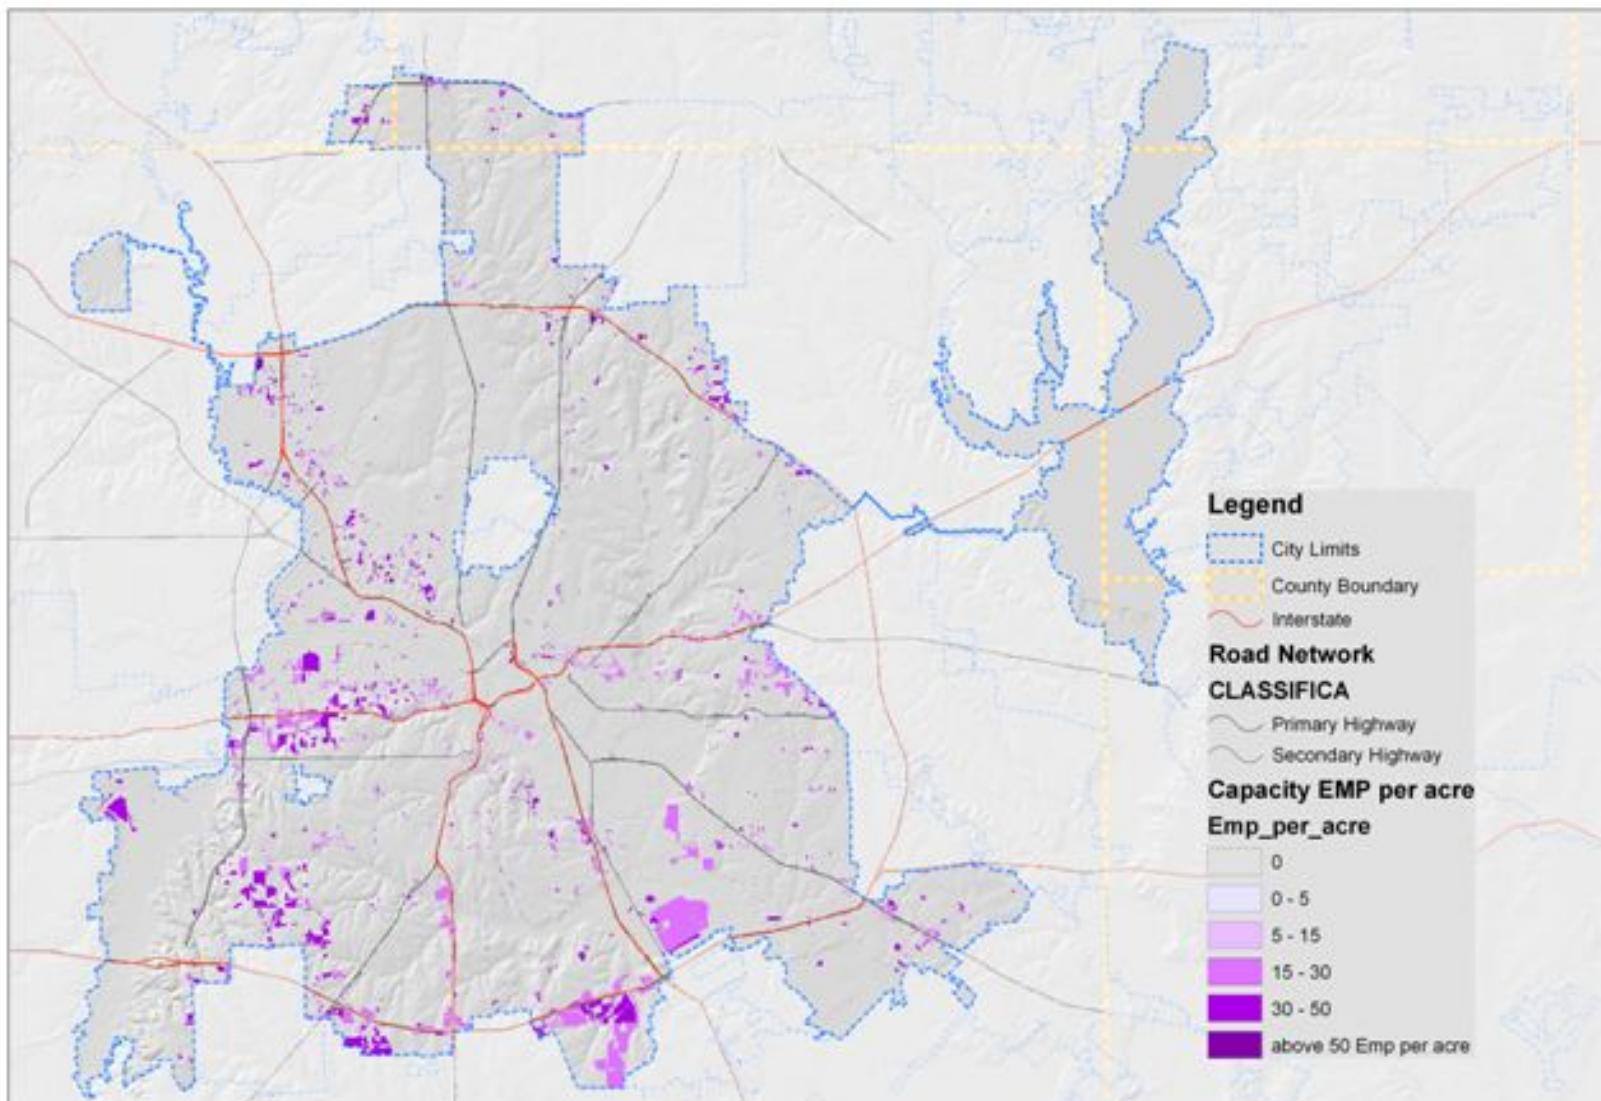 Legend
City Limits
County Boundary
Interstate
Road Network
CLASSIFICA
Primary Highway
Secondary Highway
Capacity EMP per acre
Emp_per_acre
0
0 - 5
5 - 15
15 - 30
30 - 50
above 50 Emp per acre